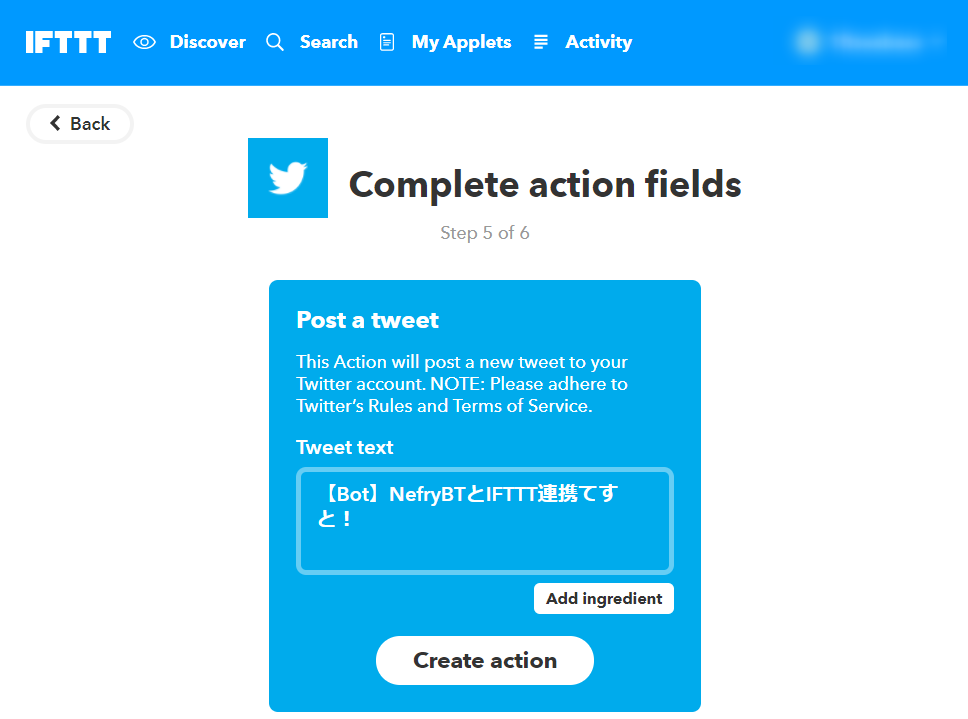 IFTTT Discover Search My Applets Activity
Back
Complete action fields
Step 5 of 6
Post a tweet
This Action will post a new tweet to your
Twitter account. NOTE: Please adhere to
Twitter's Rules and Terms of Service.
Tweet text
【Bot】NefryBTとIFTTT連携てす
と！
Add ingredient
Create action